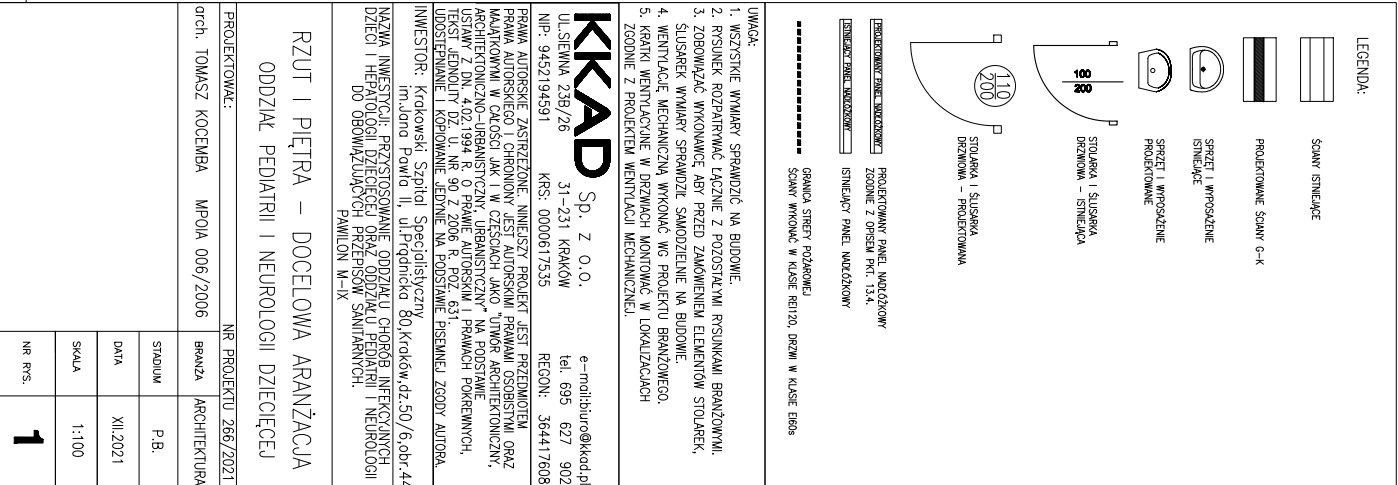 LEGENDA:
ŚCIANY ISTNIEJĄCE
PROJEKTOWANE ŚCIANY G-K
SPRZĘT I WYPOSAŻENIE
ISTNIEJĄCE
SPRZĘT I WYPOSAŻENIE
PROJEKTOWANE
100
200
STOLARKA I ŚLUSARKA
DRZWIOWA - ISTNIEJĄCA
110
200
STOLARKA I ŚLUSARKA
DRZWIOWA - PROJEKTOWANA
PROJEKTOWANY PANEL NADŁÓŻKOWY
PROJEKTOWANY PANEL NADŁÓŻKOWY
ZGODNIE Z OPISEM PKT. 13.4.
ISTNIEJĄCY PANEL NADŁÓŻKOWY
ISTNIEJĄCY PANEL NADŁÓŻKOWY
GRANICA STREFY POŻAROWEJ
ŚCIANY WYKONAĆ W KLASIE REI120, DRZWI W KLASIE EI60s
UWAGA:
1. WSZYSTKIE WYMIARY SPRAWDZIĆ NA BUDOWIE.
2. RYSUNEK ROZPATRYWAĆ ŁĄCZNIE Z POZOSTAŁYMI RYSUNKAMI BRANŻOWYMI.
3. ZOBOWIĄZAĆ WYKONAWCĘ ABY PRZED ZAMÓWIENIEM ELEMENTÓW STOLAREK,
ŚLUSAREK WYMIARY SPRAWDZIŁ SAMODZIELNIE NA BUDOWIE.
4. WENTYLACJĘ MECHANICZNĄ WYKONAĆ WG PROJEKTU BRANŻOWEGO.
5. KRATKI WENTYLACYJNE W DRZWIACH MONTOWAĆ W LOKALIZACJACH
ZGODNIE Z PROJEKTEM WENTYLACJI MECHANICZNEJ.
KKAD Sp. z o.o. e-mail:biuro@kkad.pl
UL.SIEWNA 23B/26 31-231 KRAKÓW tel. 695 627 902
NIP: 9452194591 KRS: 0000617535 REGON: 364417608
PRAWA AUTORSKIE ZASTRZEŻONE. NINIEJSZY PROJEKT JEST PRZEDMIOTEM
PRAWA AUTORSKIEGO I CHRONIONY JEST AUTORSKIMI PRAWAMI OSOBISTYMI ORAZ
MAJĄTKOWYMI W CAŁOŚCI JAK I W CZĘŚCIACH JAKO "UTWÓR ARCHITEKTONICZNY,
ARCHITEKTONICZNO-URBANISTYCZNY, URBANISTYCZNY" NA PODSTAWIE
USTAWY Z DN. 4.02.1994 R. O PRAWIE AUTORSKIM I PRAWACH POKREWNYCH,
TEKST JEDNOLITY DZ. U. NR 90 Z 2006 R. POZ. 631.
UDOSTĘPNIANIE I KOPIOWANIE JEDYNIE NA PODSTAWIE PISEMNEJ ZGODY AUTORA.
INWESTOR: Krakowski Szpital Specjalistyczny
im.Jana Pawła II, ul.Prądnicka 80,Kraków,dz.50/6,obr.44
NAZWA INWESTYCJI: PRZYSTOSOWANIE ODDZIAŁU CHORÓB INFEKCYJNYCH
DZIECI I HEPATOLOGII DZIECIĘCEJ ORAZ ODDZIAŁU PEDIATRII I NEUROLOGII
DO OBOWIĄZUJĄCYCH PRZEPISÓW SANITARNYCH.
PAWILON M-IX
RZUT I PIĘTRA - DOCELOWA ARANŻACJA
ODDZIAŁ PEDIATRII I NEUROLOGII DZIECIĘCEJ
PROJEKTOWAŁ: NR PROJEKTU 266/2021
arch. TOMASZ KOCEMBA MPOIA 006/2006 BRANŻA ARCHITEKTURA
STADIUM P.B.
DATA XII.2021
SKALA 1:100
NR RYS. 1